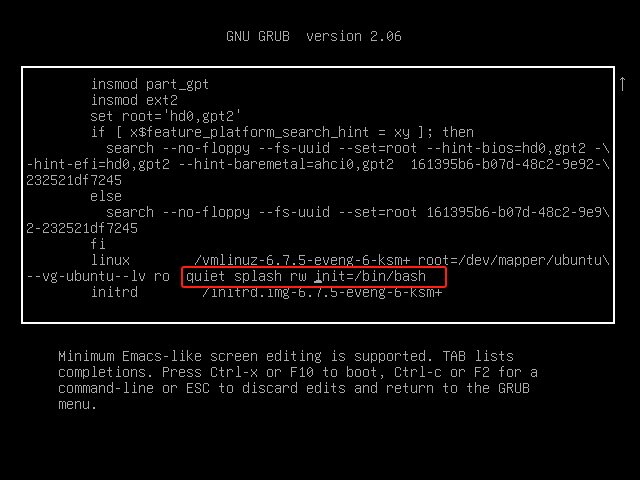 GNU GRUB  version 2.06
insmod part_gpt
insmod ext2
set root='hd0,gpt2'
if [ x$feature_platform_search_hint = xy ]; then
search --no-floppy --fs-uuid --set=root --hint-bios=hd0,gpt2 -\
-hint-efi=hd0,gpt2 --hint-baremetal=ahci0,gpt2  161395b6-b07d-48c2-9e92-\
232521df7245
else
search --no-floppy --fs-uuid --set=root 161395b6-b07d-48c2-9e9\
2-232521df7245
fi
linux        /vmlinuz-6.7.5-eveng-6-ksm+ root=/dev/mapper/ubuntu\
--vg-ubuntu--lv ro  quiet splash rw init=/bin/bash
initrd        /initrd.img-6.7.5-eveng-6-ksm+
Minimum Emacs-like screen editing is supported. TAB lists
completions. Press Ctrl-x or F10 to boot, Ctrl-c or F2 for a
command-line or ESC to discard edits and return to the GRUB
menu.